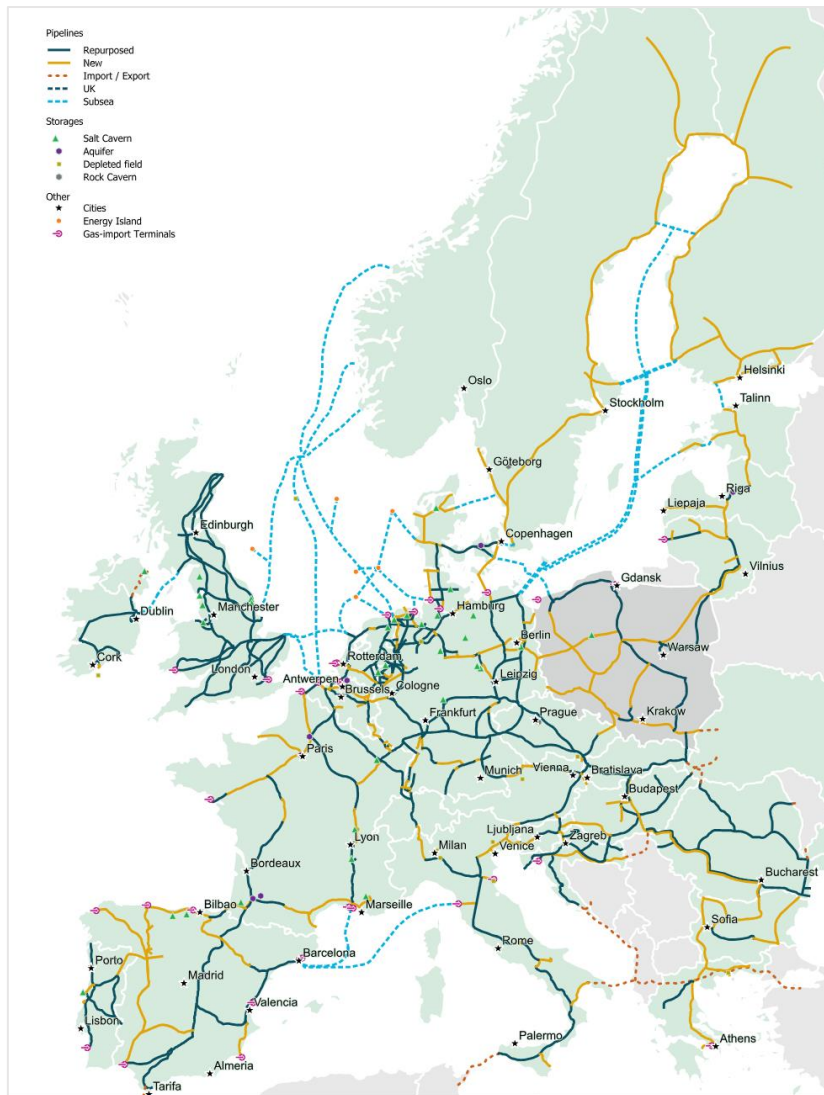 Pipelines
Repurposed
New
Import / Export
UK
Subsea
Storages
Salt Cavern
Aquifer
Depleted field
Rock Cavern
Other
Cities
Energy Island
Gas-import Terminals
Oslo
Helsinki
Talinn
Stockholm
Göteborg
Riga
Liepaja
Edinburgh
Copenhagen
Vilnius
Gdansk
Dublin
Manchester
Hamburg
Berlin
Warsaw
Cork
London
Rotterdam
Antwerpen
Brussels
Cologne
Leipzig
Frankfurt
Prague
Krakow
Paris
Munich
Vienna
Bratislava
Budapest
Lyon
Milan
Ljubljana
Venice
Zagreb
Bordeaux
Bucharest
Bilbao
Marseille
Sofia
Porto
Madrid
Barcelona
Rome
Lisbon
Valencia
Palermo
Athens
Almeria
Tarifa